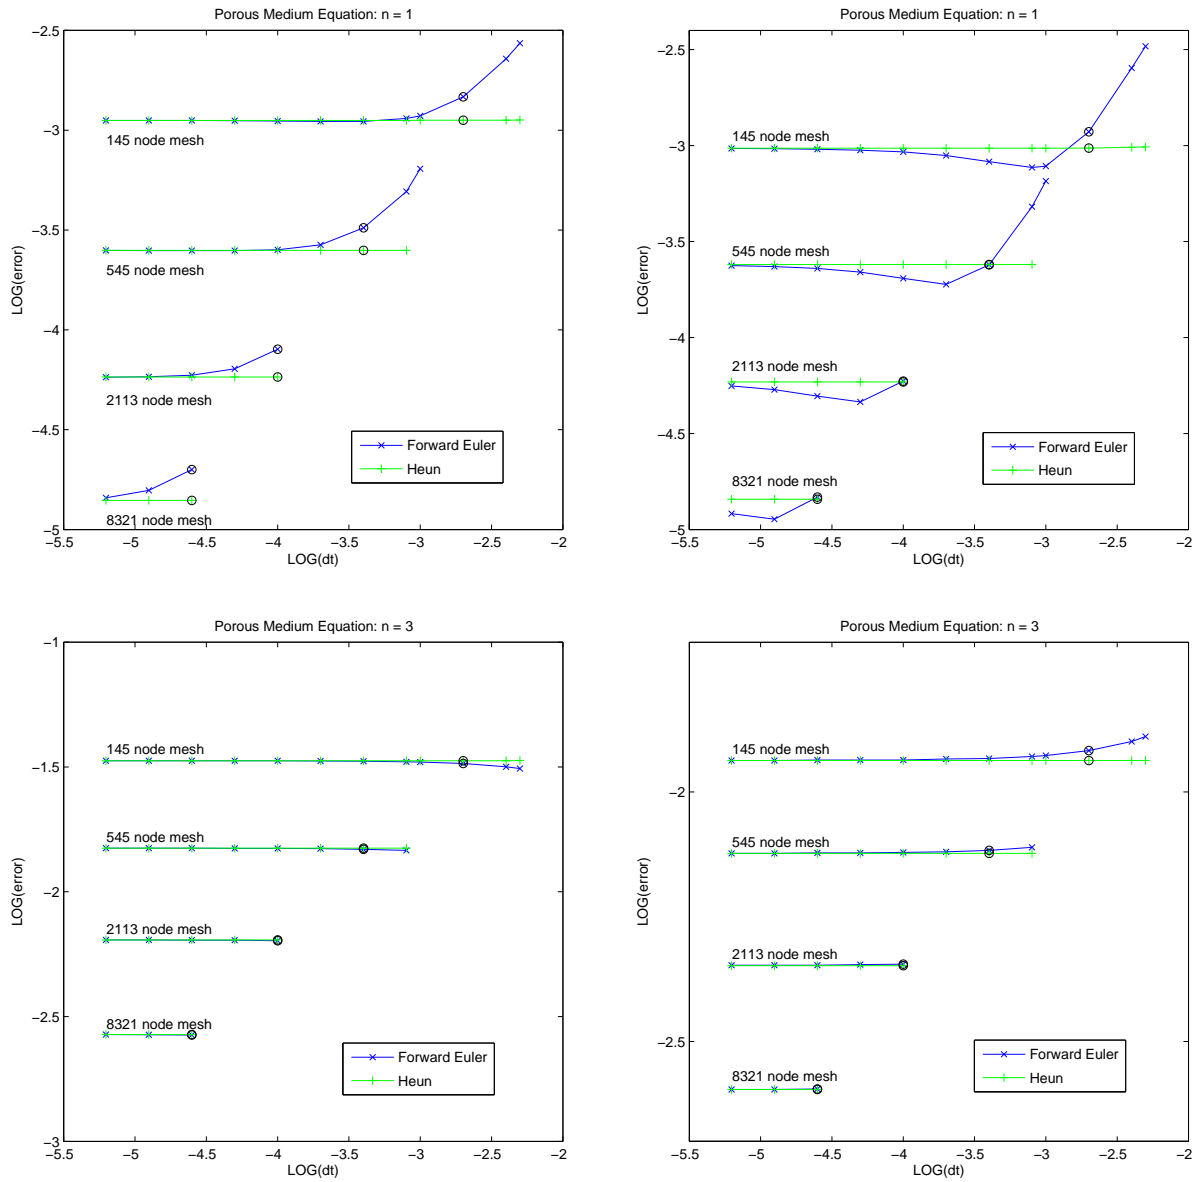 Porous Medium Equation: n = 1
−2.5
−3
−3.5
−4
−4.5
−5
−5.5
−5
−4.5
−4
−3.5
−3
−2.5
−2
LOG(error)
LOG(dt)
145 node mesh
545 node mesh
2113 node mesh
8321 node mesh
Forward Euler
Heun
Porous Medium Equation: n = 1
−2.5
−3
−3.5
−4
−4.5
−5
−5.5
−5
−4.5
−4
−3.5
−3
−2.5
−2
LOG(error)
LOG(dt)
145 node mesh
545 node mesh
2113 node mesh
8321 node mesh
Forward Euler
Heun
Porous Medium Equation: n = 3
−1
−1.5
−2
−2.5
−3
−5.5
−5
−4.5
−4
−3.5
−3
−2.5
−2
LOG(error)
LOG(dt)
145 node mesh
545 node mesh
2113 node mesh
8321 node mesh
Forward Euler
Heun
Porous Medium Equation: n = 3
−2
−2.5
−5.5
−5
−4.5
−4
−3.5
−3
−2.5
−2
LOG(error)
LOG(dt)
145 node mesh
545 node mesh
2113 node mesh
8321 node mesh
Forward Euler
Heun